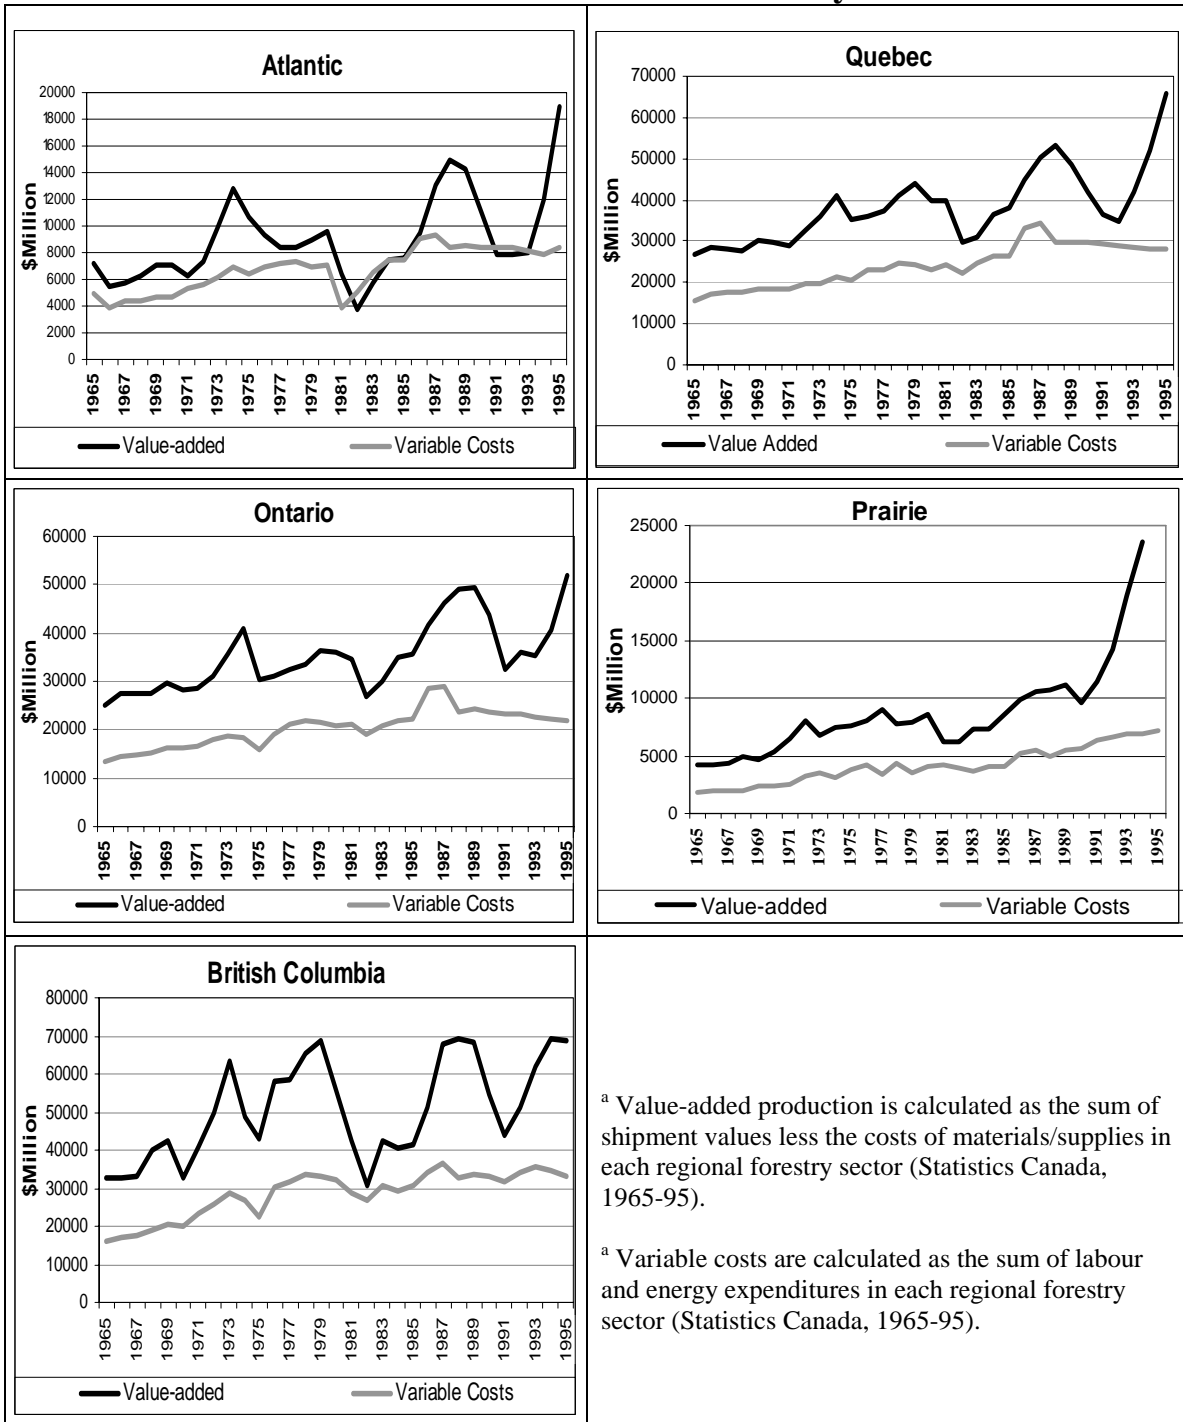 Atlantic
20000
18000
16000
14000
12000
10000
8000
6000
4000
2000
0
$Million
1965 1967 1969 1971 1973 1975 1977 1979 1981 1983 1985 1987 1989 1991 1993 1995
Value-added Variable Costs
Quebec
70000
60000
50000
40000
30000
20000
10000
0
$Million
1965 1967 1969 1971 1973 1975 1977 1979 1981 1983 1985 1987 1989 1991 1993 1995
Value Added Variable Costs
Ontario
60000
50000
40000
30000
20000
10000
0
$Million
1965 1967 1969 1971 1973 1975 1977 1979 1981 1983 1985 1987 1989 1991 1993 1995
Value-added Variable Costs
Prairie
25000
20000
15000
10000
5000
0
$Million
1965 1967 1969 1971 1973 1975 1977 1979 1981 1983 1985 1987 1989 1991 1993 1995
Value-added Variable Costs
British Columbia
80000
70000
60000
50000
40000
30000
20000
10000
0
$Million
1965 1967 1969 1971 1973 1975 1977 1979 1981 1983 1985 1987 1989 1991 1993 1995
Value-added Variable Costs
a Value-added production is calculated as the sum of
shipment values less the costs of materials/supplies in
each regional forestry sector (Statistics Canada,
1965-95).
a Variable costs are calculated as the sum of labour
and energy expenditures in each regional forestry
sector (Statistics Canada, 1965-95).